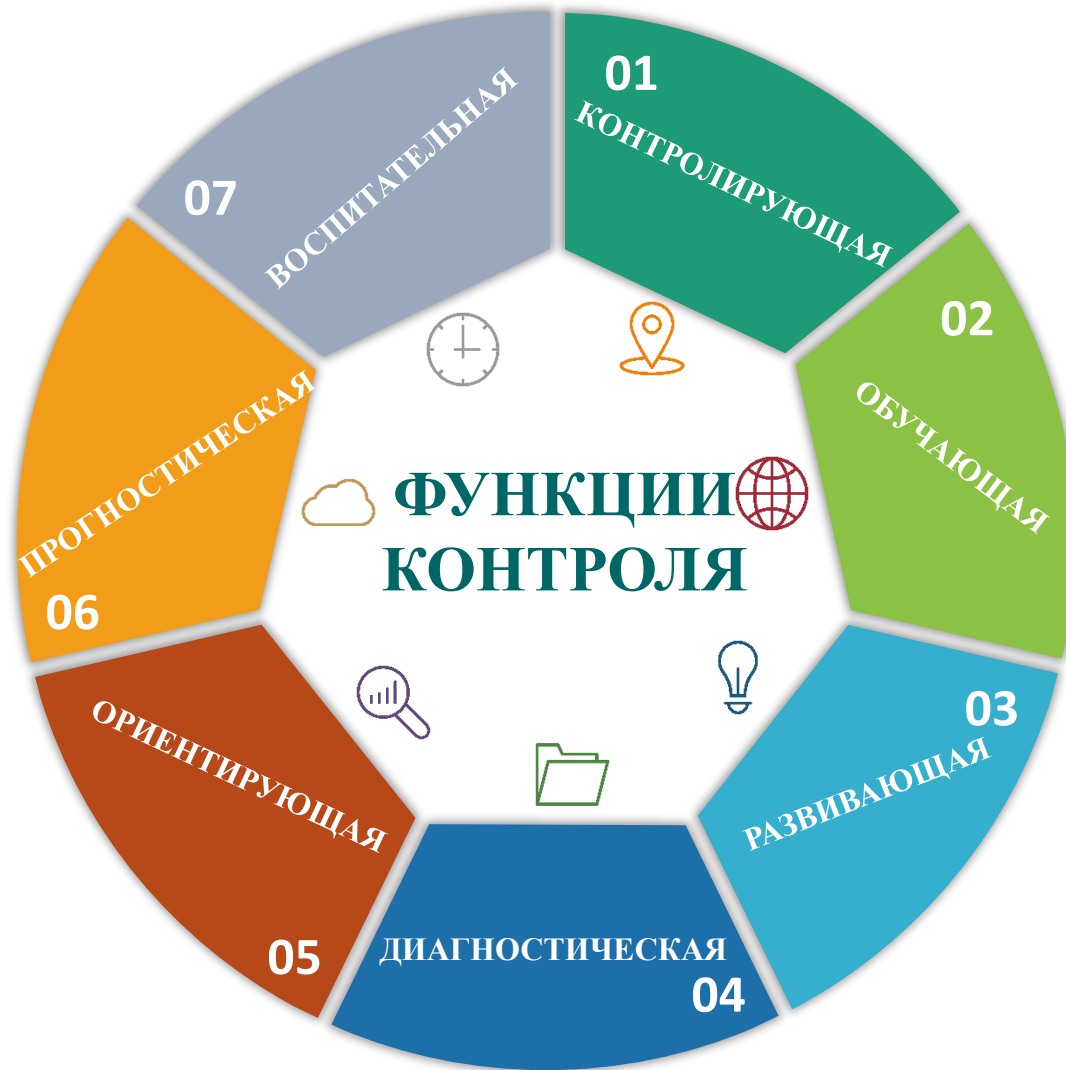 ФУНКЦИИ
КОНТРОЛЯ
01
КОНТРОЛИРУЮЩАЯ
02
ОБУЧАЮЩАЯ
03
РАЗВИВАЮЩАЯ
ДИАГНОСТИЧЕСКАЯ
04
ОРИЕНТИРУЮЩАЯ
05
ПРОГНОСТИЧЕСКАЯ
06
07
ВОСПИТАТЕЛЬНАЯ